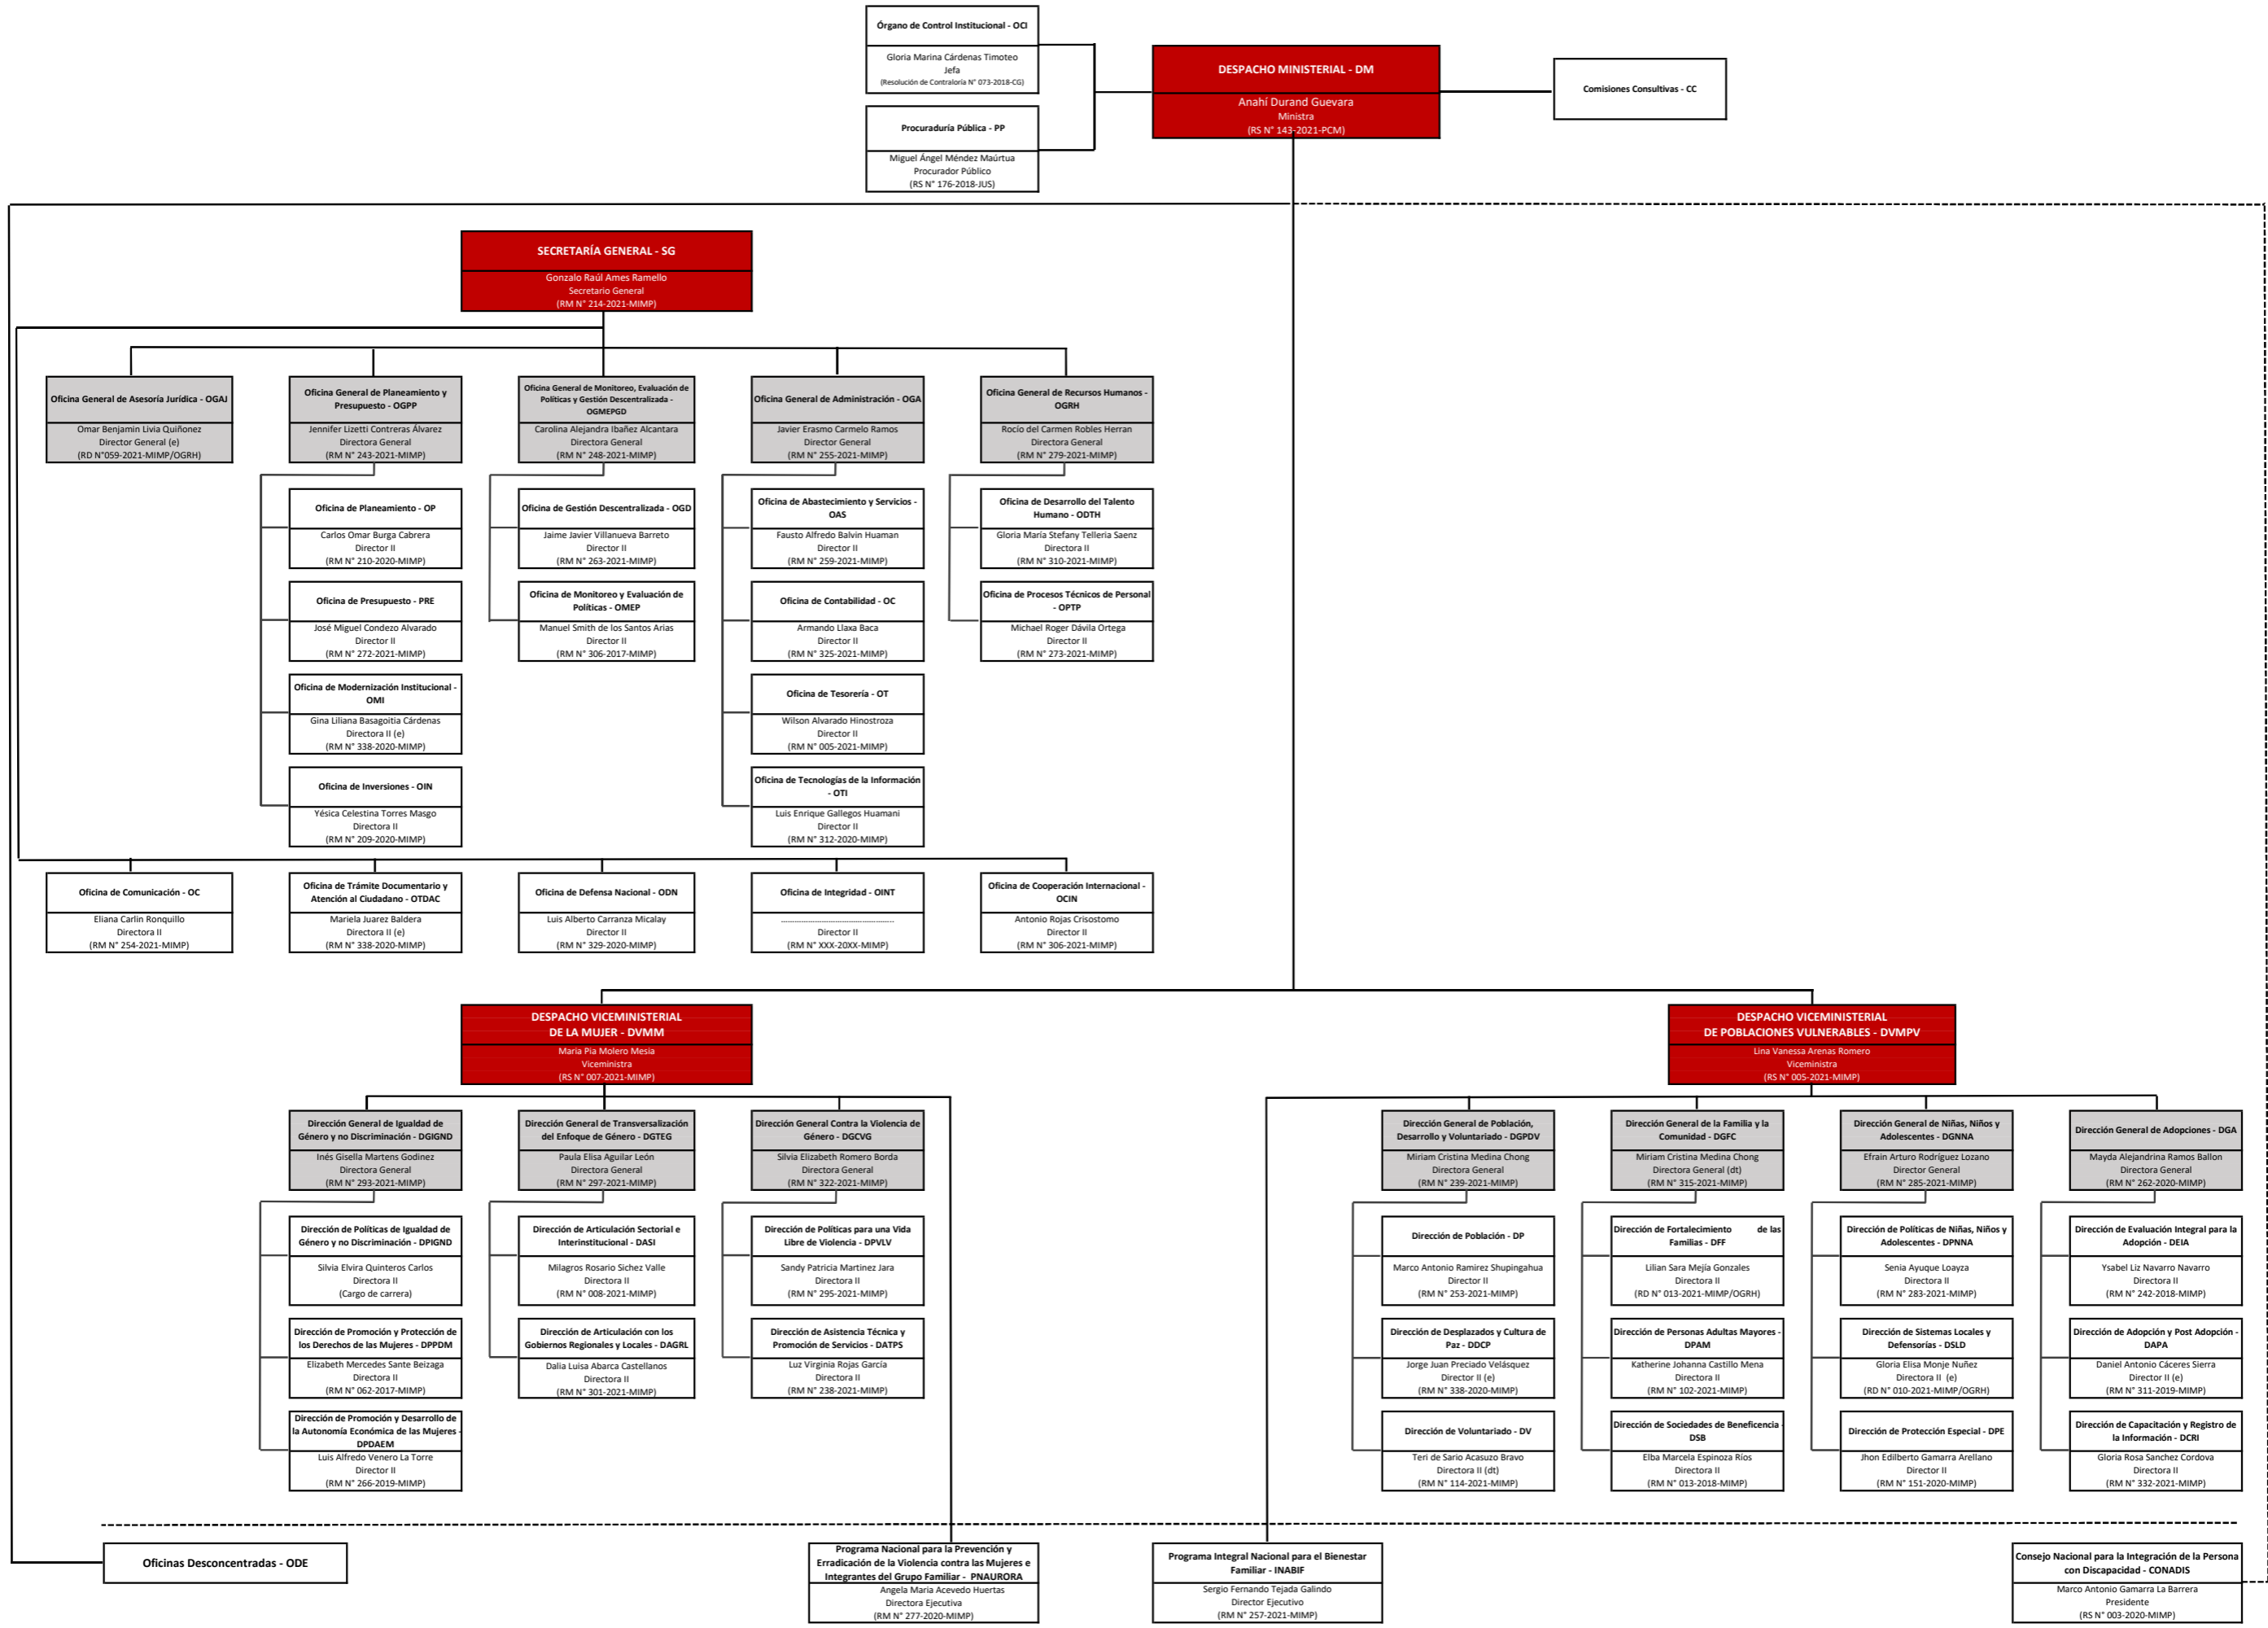 Órgano de Control Institucional - OCI
Gloria Marina Cárdenas Timoteo
Jefa
(Resolución de Contraloría N° 073-2018-CG)
Procuraduría Pública - PP
Miguel Ángel Méndez Maúrtua
Procurador Público
(RS N° 176-2018-JUS)
DESPACHO MINISTERIAL - DM
Anahí Durand Guevara
Ministra
(RS N° 143-2021-PCM)
Comisiones Consultivas - CC
SECRETARÍA GENERAL - SG
Gonzalo Raúl Ames Ramello
Secretario General
(RM N° 214-2021-MIMP)
Oficina General de Asesoría Jurídica - OGAJ
Omar Benjamin Livia Quiñonez
Director General (e)
(RD N°059-2021-MIMP/OGRH)
Oficina General de Planeamiento y
Presupuesto - OGPP
Jennifer Lizetti Contreras Álvarez
Directora General
(RM N° 243-2021-MIMP)
Oficina General de Monitoreo, Evaluación de
Políticas y Gestión Descentralizada -
OGMEPGD
Carolina Alejandra Ibañez Alcantara
Directora General
(RM N° 248-2021-MIMP)
Oficina General de Administración - OGA
Javier Erasmo Carmelo Ramos
Director General
(RM N° 255-2021-MIMP)
Oficina General de Recursos Humanos -
OGRH
Rocío del Carmen Robles Herran
Directora General
(RM N° 279-2021-MIMP)
Oficina de Planeamiento - OP
Carlos Omar Burga Cabrera
Director II
(RM N° 210-2020-MIMP)
Oficina de Gestión Descentralizada - OGD
Jaime Javier Villanueva Barreto
Director II
(RM N° 263-2021-MIMP)
Oficina de Abastecimiento y Servicios -
OAS
Fausto Alfredo Balvin Huaman
Director II
(RM N° 259-2021-MIMP)
Oficina de Desarrollo del Talento
Humano - ODTH
Gloria María Stefany Telleria Saenz
Directora II
(RM N° 310-2021-MIMP)
Oficina de Presupuesto - PRE
José Miguel Condezo Alvarado
Director II
(RM N° 272-2021-MIMP)
Oficina de Monitoreo y Evaluación de
Políticas - OMEP
Manuel Smith de los Santos Arias
Director II
(RM N° 306-2017-MIMP)
Oficina de Contabilidad - OC
Armando Llaxa Baca
Director II
(RM N° 325-2021-MIMP)
Oficina de Procesos Técnicos de Personal
- OPTP
Michael Roger Dávila Ortega
Director II
(RM N° 273-2021-MIMP)
Oficina de Modernización Institucional -
OMI
Gina Liliana Basagoitia Cárdenas
Directora II (e)
(RM N° 338-2020-MIMP)
Oficina de Tesorería - OT
Wilson Alvarado Hinostroza
Director II
(RM N° 005-2021-MIMP)
Oficina de Inversiones - OIN
Yésica Celestina Torres Masgo
Directora II
(RM N° 209-2020-MIMP)
Oficina de Tecnologías de la Información
- OTI
Luis Enrique Gallegos Huamani
Director II
(RM N° 312-2020-MIMP)
Oficina de Comunicación - OC
Eliana Carlin Ronquillo
Directora II
(RM N° 254-2021-MIMP)
Oficina de Trámite Documentario y
Atención al Ciudadano - OTDAC
Mariela Juarez Baldera
Directora II (e)
(RM N° 338-2020-MIMP)
Oficina de Defensa Nacional - ODN
Luis Alberto Carranza Micalay
Director II
(RM N° 329-2020-MIMP)
Oficina de Integridad - OINT
................................................
Director II
(RM N° XXX-20XX-MIMP)
Oficina de Cooperación Internacional -
OCIN
Antonio Rojas Crisostomo
Director II
(RM N° 306-2021-MIMP)
DESPACHO VICEMINISTERIAL
DE LA MUJER - DVMM
Maria Pia Molero Mesia
Viceministra
(RS N° 007-2021-MIMP)
DESPACHO VICEMINISTERIAL
DE POBLACIONES VULNERABLES - DVMPV
Lina Vanessa Arenas Romero
Viceministra
(RS N° 005-2021-MIMP)
Dirección General de Igualdad de
Género y no Discriminación - DGIGND
Inés Gisella Martens Godinez
Directora General
(RM N° 293-2021-MIMP)
Dirección General de Transversalización
del Enfoque de Género - DGTEG
Paula Elisa Aguilar León
Directora General
(RM N° 297-2021-MIMP)
Dirección General Contra la Violencia de
Género - DGCVG
Silvia Elizabeth Romero Borda
Directora General
(RM N° 322-2021-MIMP)
Dirección General de Población,
Desarrollo y Voluntariado - DGPDV
Miriam Cristina Medina Chong
Directora General
(RM N° 239-2021-MIMP)
Dirección General de la Familia y la
Comunidad - DGFC
Miriam Cristina Medina Chong
Directora General (dt)
(RM N° 315-2021-MIMP)
Dirección General de Niñas, Niños y
Adolescentes - DGNNA
Efrain Arturo Rodríguez Lozano
Director General
(RM N° 285-2021-MIMP)
Dirección General de Adopciones - DGA
Mayda Alejandrina Ramos Ballon
Directora General
(RM N° 262-2020-MIMP)
Dirección de Políticas de Igualdad de
Género y no Discriminación - DPIGND
Silvia Elvira Quinteros Carlos
Directora II
(Cargo de carrera)
Dirección de Articulación Sectorial e
Interinstitucional - DASI
Milagros Rosario Sichez Valle
Directora II
(RM N° 008-2021-MIMP)
Dirección de Políticas para una Vida
Libre de Violencia - DPVLV
Sandy Patricia Martinez Jara
Directora II
(RM N° 295-2021-MIMP)
Dirección de Población - DP
Marco Antonio Ramirez Shupingahua
Director II
(RM N° 253-2021-MIMP)
Dirección de Fortalecimiento de las
Familias - DFF
Lilian Sara Mejía Gonzales
Directora II
(RD N° 013-2021-MIMP/OGRH)
Dirección de Políticas de Niñas, Niños y
Adolescentes - DPNNA
Senia Ayuque Loayza
Directora II
(RM N° 283-2021-MIMP)
Dirección de Evaluación Integral para la
Adopción - DEIA
Ysabel Liz Navarro Navarro
Directora II
(RM N° 242-2018-MIMP)
Dirección de Promoción y Protección de
los Derechos de las Mujeres - DPPDM
Elizabeth Mercedes Sante Beizaga
Directora II
(RM N° 062-2017-MIMP)
Dirección de Articulación con los
Gobiernos Regionales y Locales - DAGRL
Dalia Luisa Abarca Castellanos
Directora II
(RM N° 301-2021-MIMP)
Dirección de Asistencia Técnica y
Promoción de Servicios - DATPS
Luz Virginia Rojas García
Directora II
(RM N° 238-2021-MIMP)
Dirección de Desplazados y Cultura de
Paz - DDCP
Jorge Juan Preciado Velásquez
Director II (e)
(RM N° 338-2020-MIMP)
Dirección de Personas Adultas Mayores -
DPAM
Katherine Johanna Castillo Mena
Directora II
(RM N° 102-2021-MIMP)
Dirección de Sistemas Locales y
Defensorías - DSLD
Gloria Elisa Monje Nuñez
Directora II (e)
(RD N° 010-2021-MIMP/OGRH)
Dirección de Adopción y Post Adopción -
DAPA
Daniel Antonio Cáceres Sierra
Director II (e)
(RM N° 311-2019-MIMP)
Dirección de Promoción y Desarrollo de
la Autonomía Económica de las Mujeres -
DPDAEM
Luis Alfredo Venero La Torre
Director II
(RM N° 266-2019-MIMP)
Dirección de Voluntariado - DV
Teri de Sario Acasuzo Bravo
Directora II (dt)
(RM N° 114-2021-MIMP)
Dirección de Sociedades de Beneficencia -
DSB
Elba Marcela Espinoza Ríos
Directora II
(RM N° 013-2018-MIMP)
Dirección de Protección Especial - DPE
Jhon Edilberto Gamarra Arellano
Director II
(RM N° 151-2020-MIMP)
Dirección de Capacitación y Registro de
la Información - DCRI
Gloria Rosa Sanchez Cordova
Directora II
(RM N° 332-2021-MIMP)
Oficinas Desconcentradas - ODE
Programa Nacional para la Prevención y
Erradicación de la Violencia contra las Mujeres e
Integrantes del Grupo Familiar - PNAURORA
Angela Maria Acevedo Huertas
Directora Ejecutiva
(RM N° 277-2020-MIMP)
Programa Integral Nacional para el Bienestar
Familiar - INABIF
Sergio Fernando Tejada Galindo
Director Ejecutivo
(RM N° 257-2021-MIMP)
Consejo Nacional para la Integración de la Persona
con Discapacidad - CONADIS
Marco Antonio Gamarra La Barrera
Presidente
(RS N° 003-2020-MIMP)